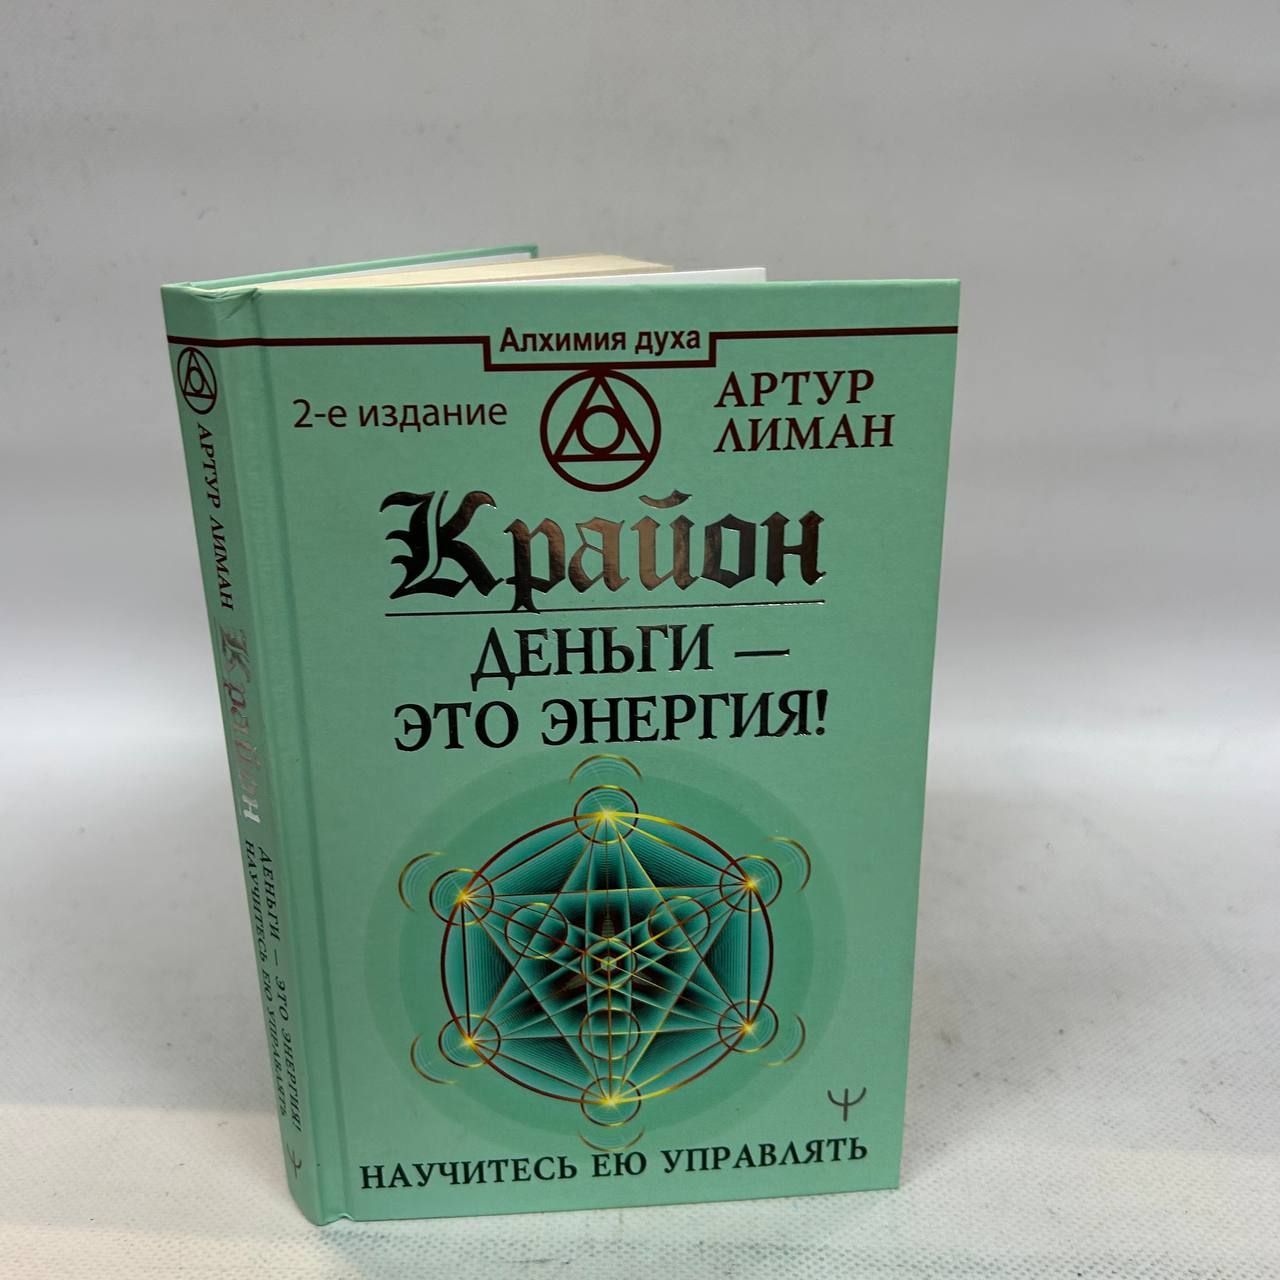 Алхимия духа
2-е издание
АРТУР
ЛИМАН
Крайон
ДЕНЬГИ —
ЭТО ЭНЕРГИЯ!
НАУЧИТЕСЬ ЕЮ УПРАВЛЯТЬ
АРТУР ЛИМАН
Крайон
ДЕНЬГИ — ЭТО ЭНЕРГИЯ!
НАУЧИТЕСЬ ЕЮ УПРАВЛЯТЬ